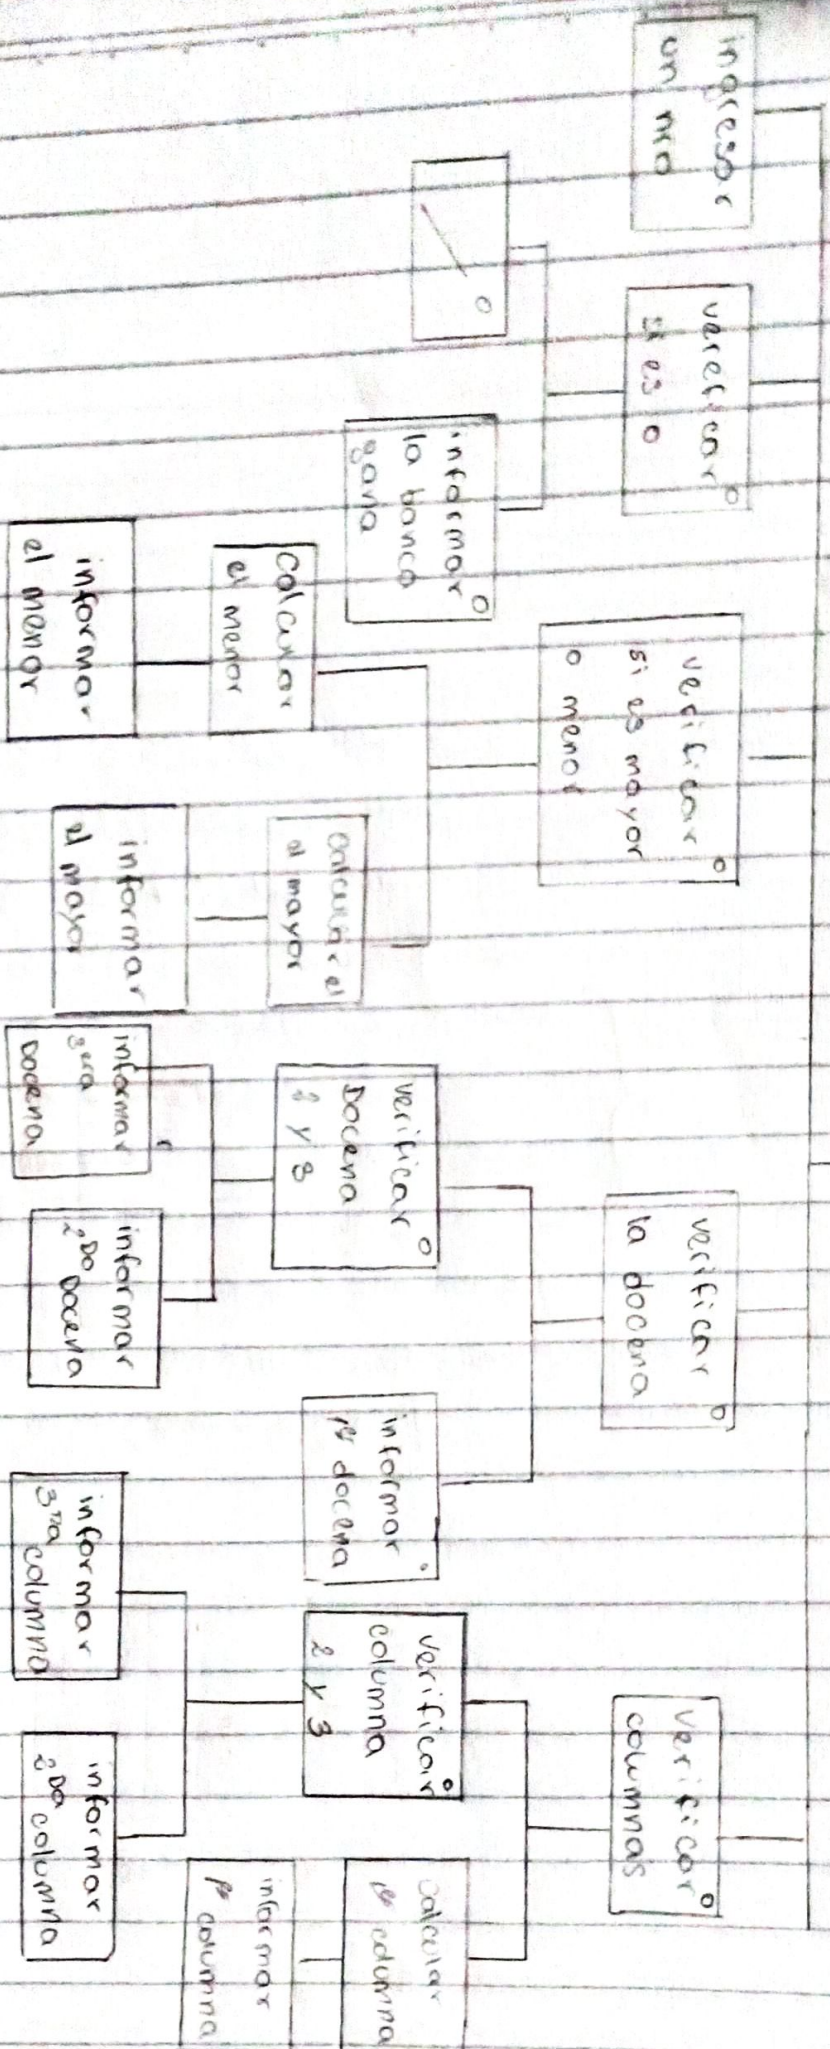 ingresar
un nro
vereficar
si es 0
informar
la banca
gana
verificar
si es mayor
o menor
calcular
el menor
informar
el menor
calcular el
el mayor
informar
el mayor
verificar
la docena
verificar
Docena
2 y 3
informar
3era
Docena
informar
2Do Docena
informar
docena
verificar
columnas
verificar
columna
2 y 3
informar
3ra
columna
informar
2Da columna
calcular
columna
informar
columna